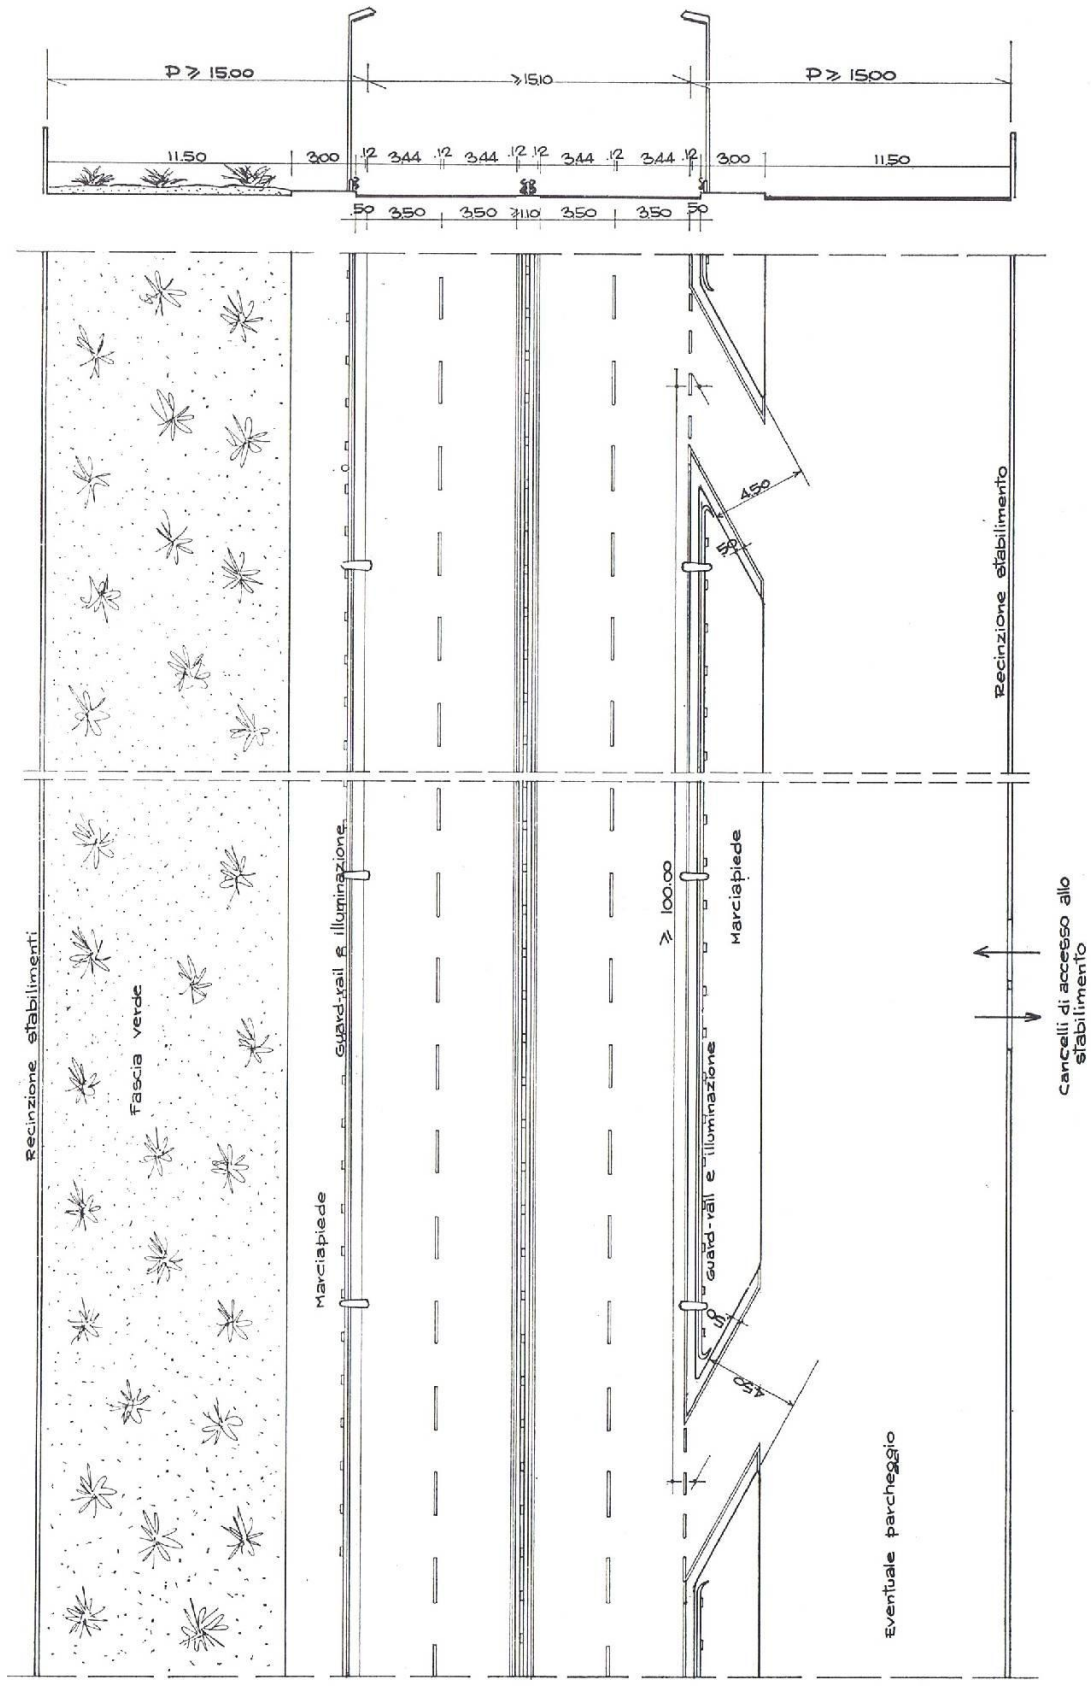 P ⩾ 15.00
⩾15.10
P ⩾ 15.00
11.50 3.00 .12 3.44 .12 3.44 .12 .12 3.44 .12 3.44 .12 3.00 11.50
.50 3.50 3.50 ⩾1.10 3.50 3.50 .50
4.50
.50
Recinzione stabilimento
Recinzione stabilimenti
Fascia verde
Marciapiede
Guard-rail e illuminazione
⩾ 100.00
Marciapiede
Guard-rail e illuminazione
.50
4.50
Eventuale parcheggio
Cancelli di accesso allo
stabilimento